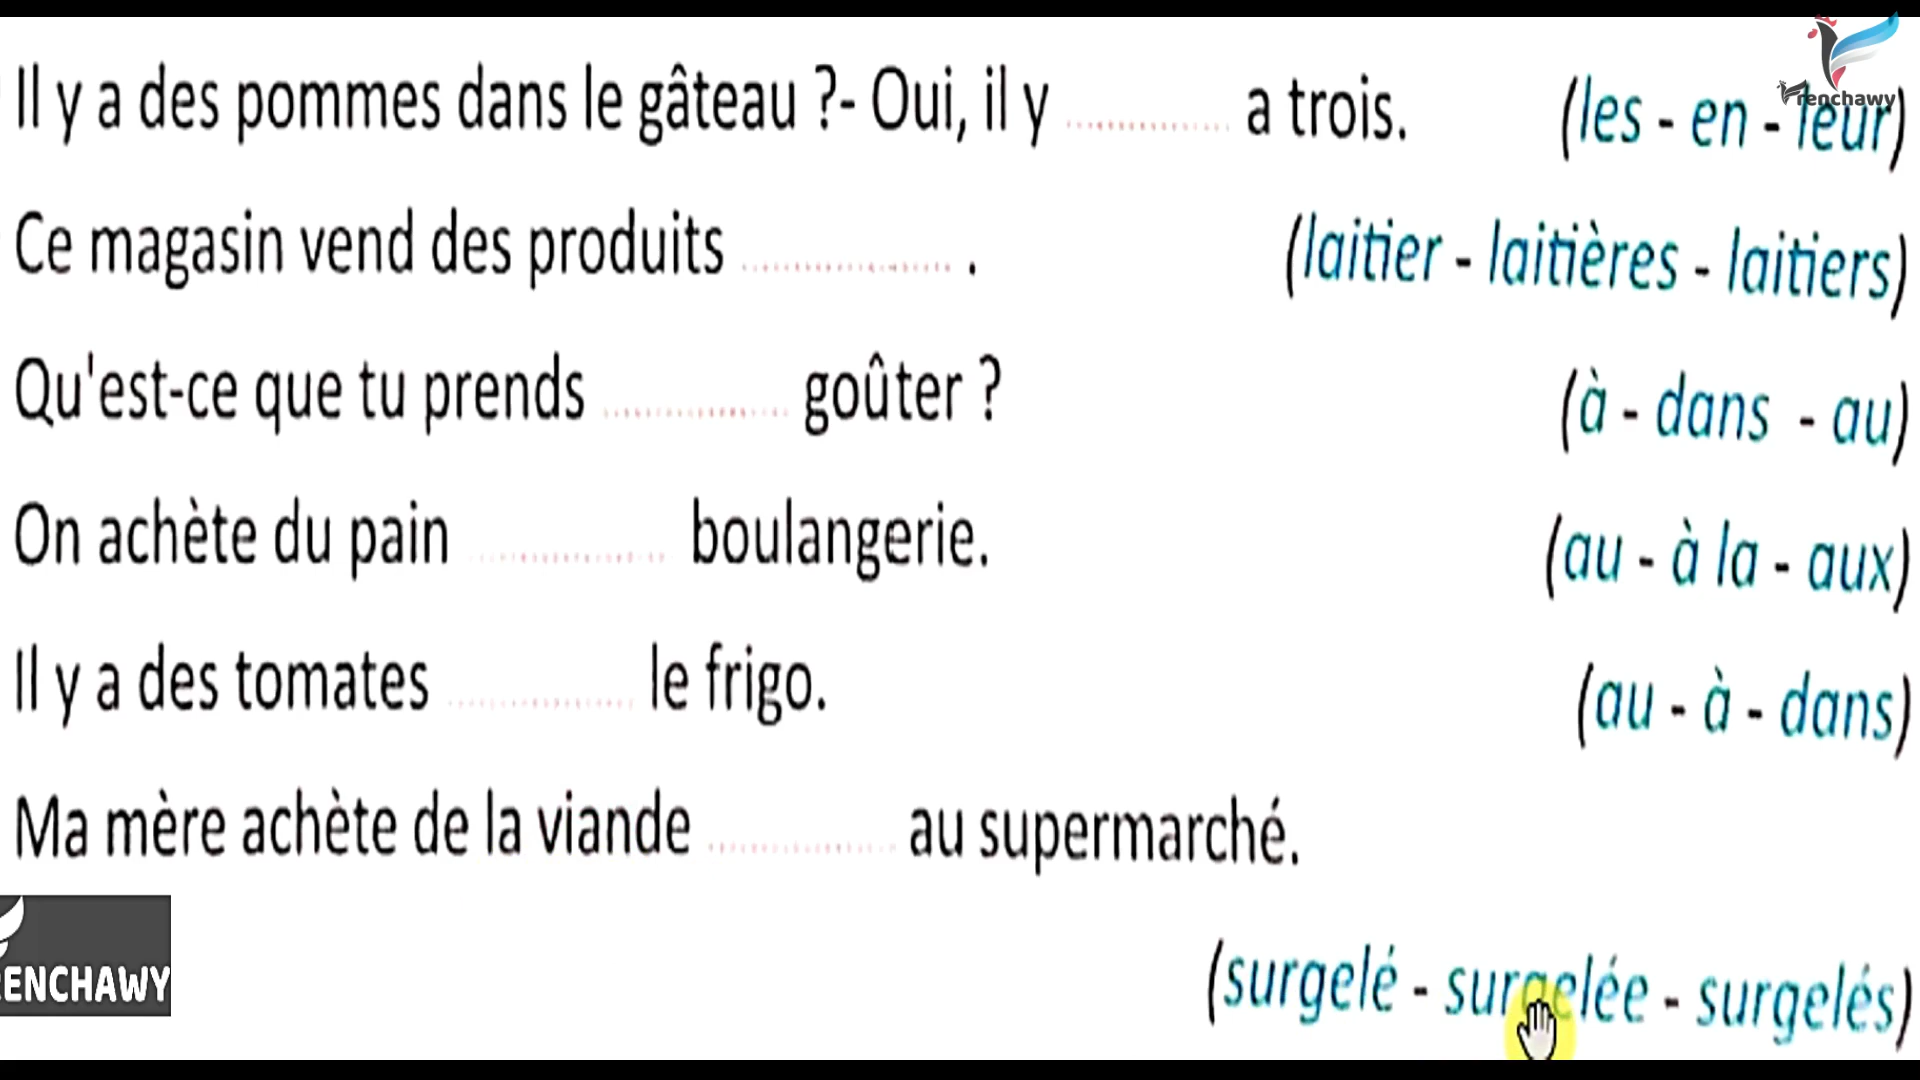 Il y a des pommes dans le gâteau ?- Oui, il y ............ a trois. (les - en - leur)
Ce magasin vend des produits ............ . (laitier - laitières - laitiers)
Qu'est-ce que tu prends ............ goûter ? (à - dans - au)
On achète du pain ............ boulangerie. (au - à la - aux)
Il y a des tomates ............ le frigo. (au - à - dans)
Ma mère achète de la viande ............ au supermarché.
(surgelé - surgelée - surgelés)
Frenchawy
RENCHAWY